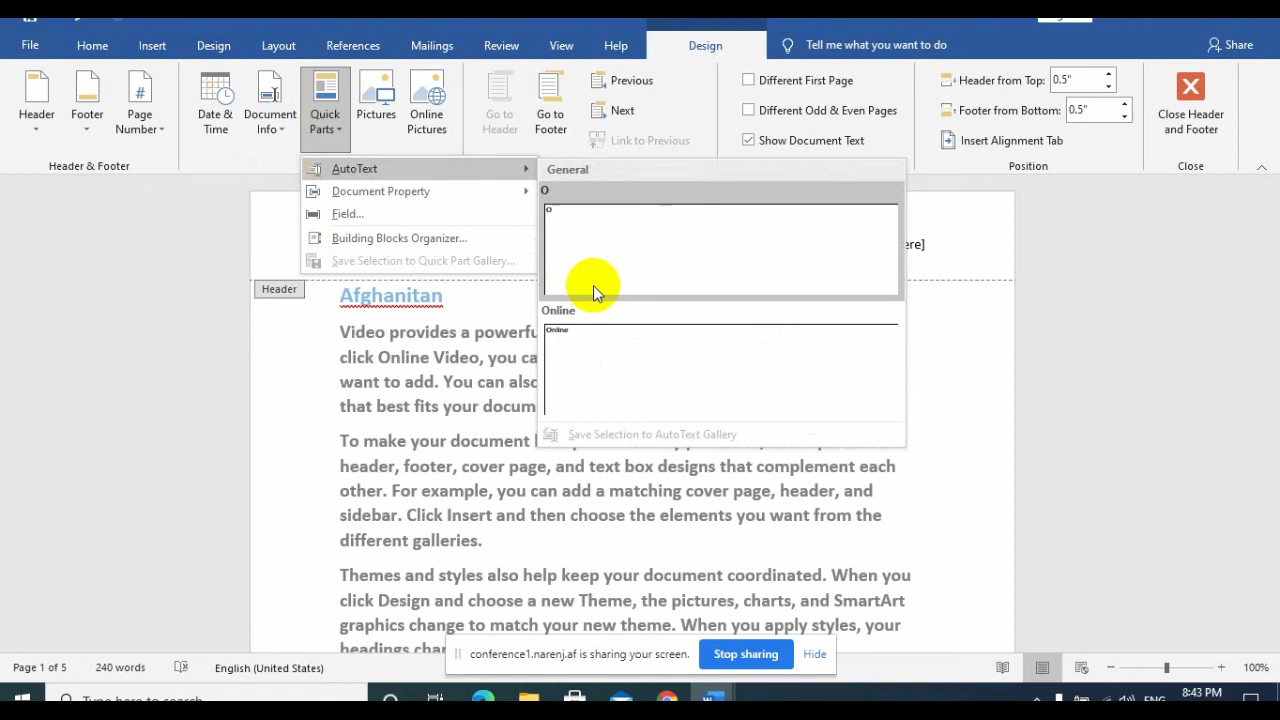 File Home Insert Design Layout References Mailings Review View Help Design Tell me what you want to do Share
Header Footer Page Number Date & Time Document Info Quick Parts Pictures Online Pictures Go to Header Go to Footer
Previous
Next
Link to Previous
Different First Page
Different Odd & Even Pages
Show Document Text
Header from Top: 0.5"
Footer from Bottom: 0.5"
Insert Alignment Tab
Close Header and Footer
Header & Footer Position Close
AutoText
Document Property
Field...
Building Blocks Organizer...
Save Selection to Quick Part Gallery...
General
O
O
Online
Online
Save Selection to AutoText Gallery
ere]
Header
Afghanitan
Video provides a powerfu
click Online Video, you ca
want to add. You can also
that best fits your docum
To make your document
header, footer, cover page, and text box designs that complement each
other. For example, you can add a matching cover page, header, and
sidebar. Click Insert and then choose the elements you want from the
different galleries.
Themes and styles also help keep your document coordinated. When you
click Design and choose a new Theme, the pictures, charts, and SmartArt
graphics change to match your new theme. When you apply styles, your
headings chan
conference1.narenj.af is sharing your screen. Stop sharing Hide
Page 1 of 5 240 words English (United States) 100%
Type here to search ENG 8:43 PM